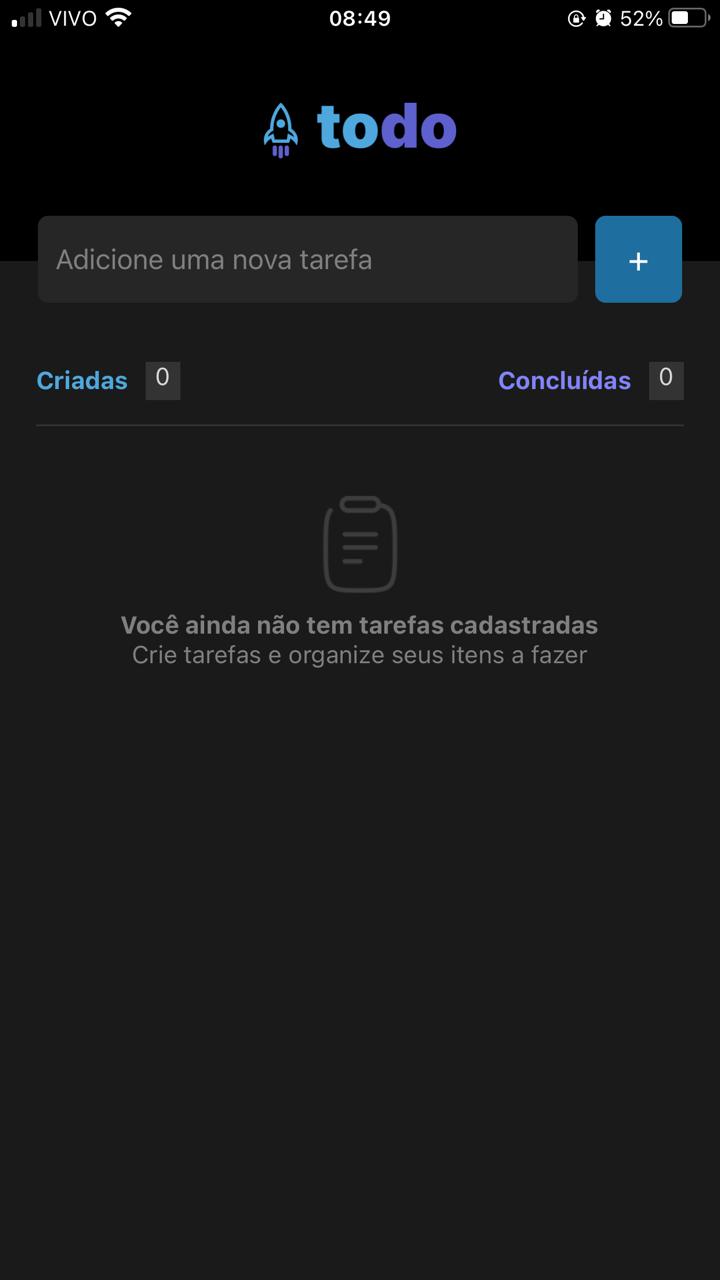 VIVO 08:49 52%
todo
Adicione uma nova tarefa +
Criadas 0 Concluídas 0
Você ainda não tem tarefas cadastradas
Crie tarefas e organize seus itens a fazer